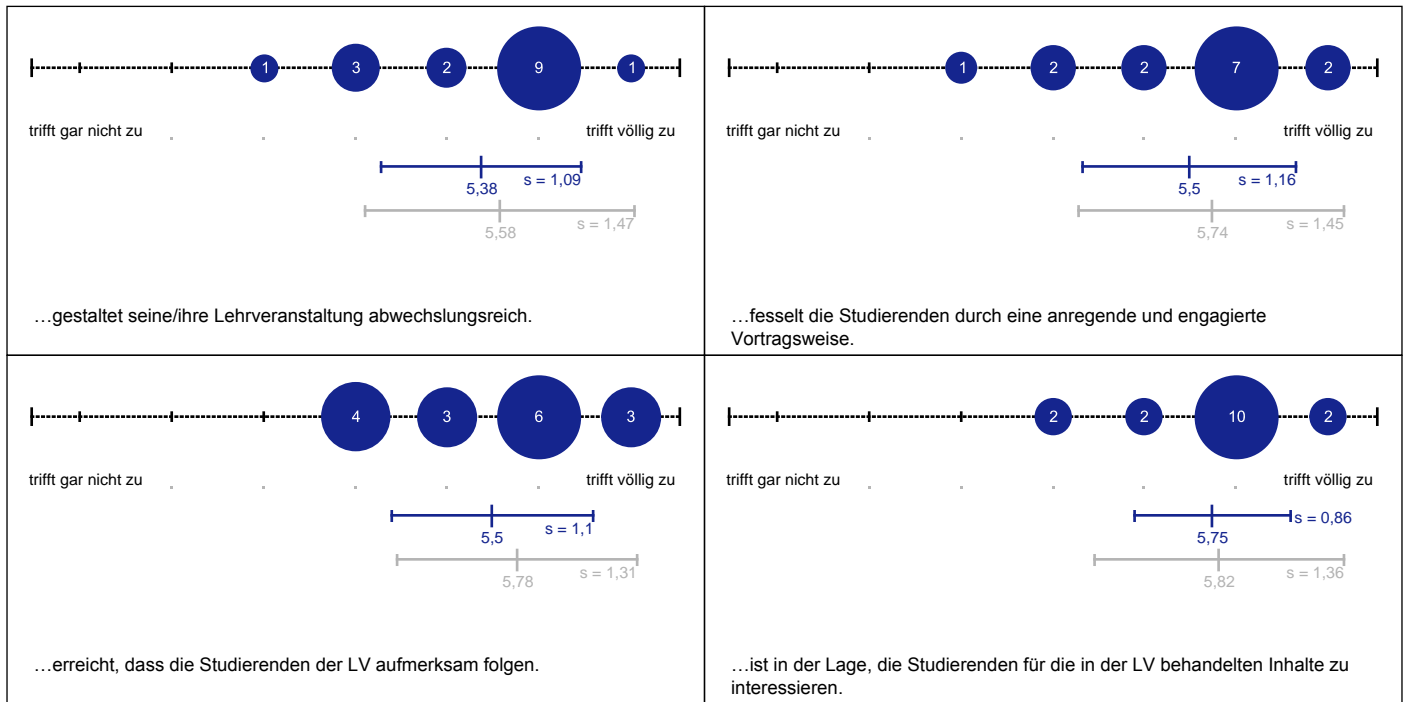 1 3 2 9 1
trifft gar nicht zu . . . . . trifft völlig zu
5,38 s = 1,09
5,58 s = 1,47
…gestaltet seine/ihre Lehrveranstaltung abwechslungsreich.
1 2 2 7 2
trifft gar nicht zu . . . . . trifft völlig zu
5,5 s = 1,16
5,74 s = 1,45
…fesselt die Studierenden durch eine anregende und engagierte
Vortragsweise.
4 3 6 3
trifft gar nicht zu . . . . . trifft völlig zu
5,5 s = 1,1
5,78 s = 1,31
…erreicht, dass die Studierenden der LV aufmerksam folgen.
2 2 10 2
trifft gar nicht zu . . . . . trifft völlig zu
5,75 s = 0,86
5,82 s = 1,36
…ist in der Lage, die Studierenden für die in der LV behandelten Inhalte zu
interessieren.